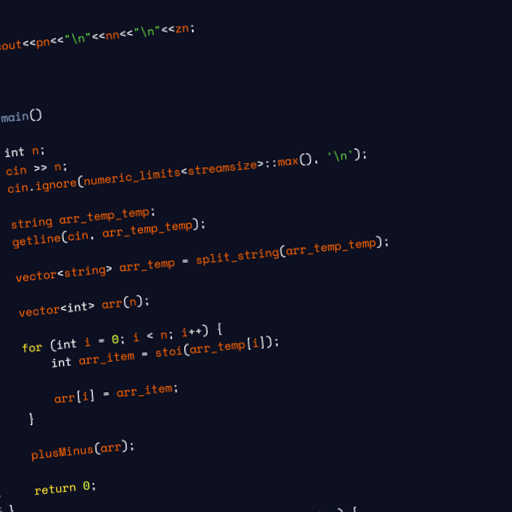 cout<<pn<<"\n"<<nn<<"\n"<<zn;
main()
int n;
cin >> n;
cin.ignore(numeric_limits<streamsize>::max(), '\n');
string arr_temp_temp;
getline(cin, arr_temp_temp);
vector<string> arr_temp = split_string(arr_temp_temp);
vector<int> arr(n);
for (int i = 0; i < n; i++) {
int arr_item = stoi(arr_temp[i]);
arr[i] = arr_item;
}
plusMinus(arr);
return 0;
}
) {